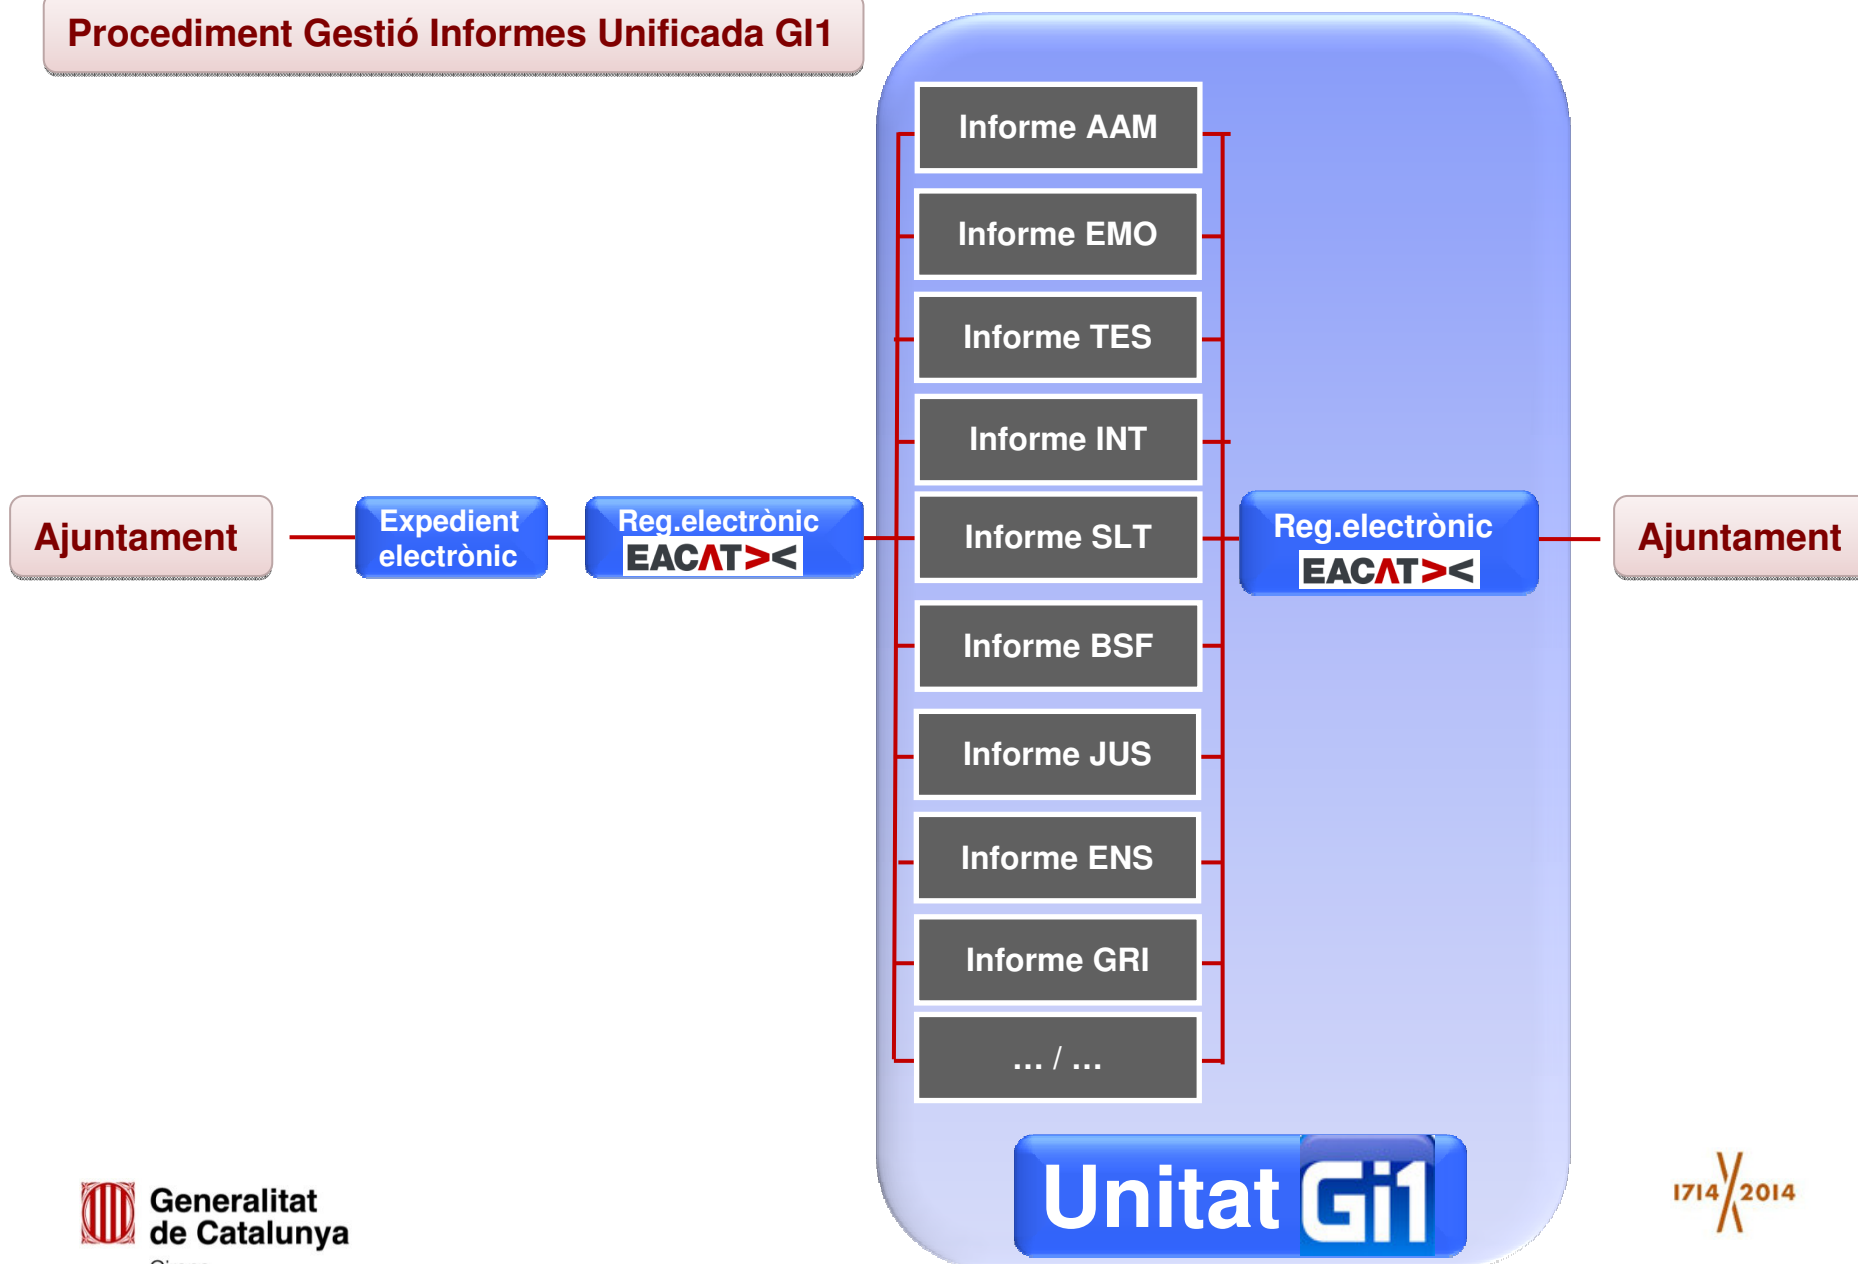 Procediment Gestió Informes Unificada GI1
Informe AAM
Informe EMO
Informe TES
Informe INT
Ajuntament
Expedient
electrònic
Reg.electrònic
EACAT><
Informe SLT
Reg.electrònic
EACAT><
Ajuntament
Informe BSF
Informe JUS
Informe ENS
Informe GRI
... / ...
Unitat Gi1
Generalitat
de Catalunya
1714 2014